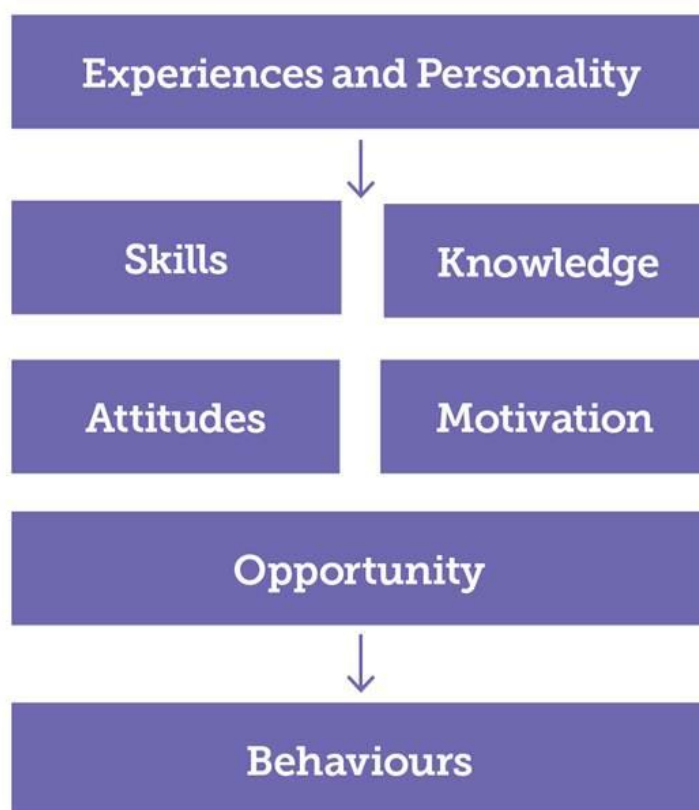 Experiences and Personality
Skills
Knowledge
Attitudes
Motivation
Opportunity
Behaviours